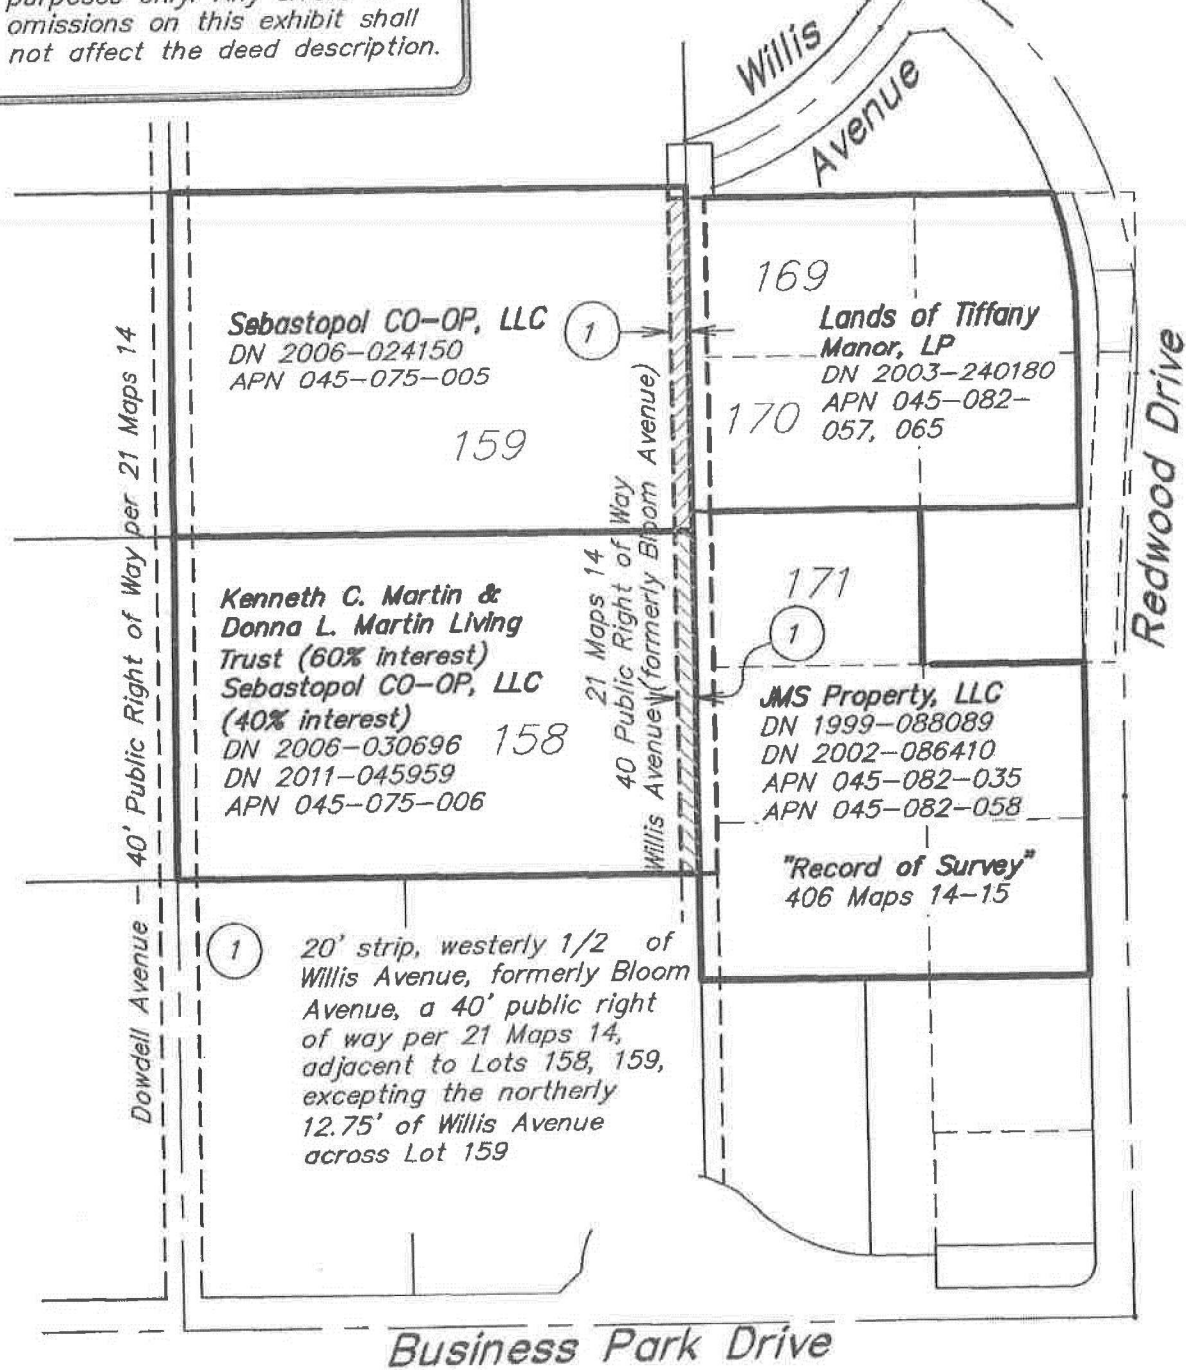 omissions on this exhibit shall
not affect the deed description.
Willis
Avenue
Sebastopol CO-OP, LLC
DN 2006-024150
APN 045-075-005
159
1
169
Lands of Tiffany
Manor, LP
DN 2003-240180
APN 045-082-
057, 065
170
Redwood Drive
Dowdell Avenue - 40' Public Right of Way per 21 Maps 14
21 Maps 14
40 Public Right of Way
Willis Avenue (formerly Bloom Avenue)
Kenneth C. Martin &
Donna L. Martin Living
Trust (60% interest)
Sebastopol CO-OP, LLC
(40% interest)
DN 2006-030696
DN 2011-045959
APN 045-075-006
158
171
1
JMS Property, LLC
DN 1999-088089
DN 2002-086410
APN 045-082-035
APN 045-082-058
"Record of Survey"
406 Maps 14-15
1
20' strip, westerly 1/2 of
Willis Avenue, formerly Bloom
Avenue, a 40' public right
of way per 21 Maps 14,
adjacent to Lots 158, 159,
excepting the northerly
12.75' of Willis Avenue
across Lot 159
Business Park Drive